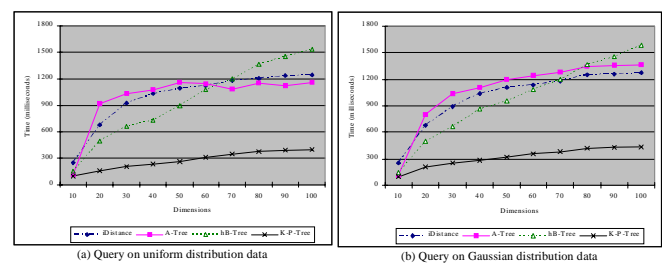 1800
1500
1200
900
600
300
0
Time (milliseconds)
10 20 30 40 50 60 70 80 90 100
Dimensions
iDistance A-Tree hB-Tree K-P-Tree
(a) Query on uniform distribution data
1800
1500
1200
900
600
300
0
Time (milliseconds)
10 20 30 40 50 60 70 80 90 100
Dimensions
iDistance A-Tree hB-Tree K-P-Tree
(b) Query on Gaussian distribution data